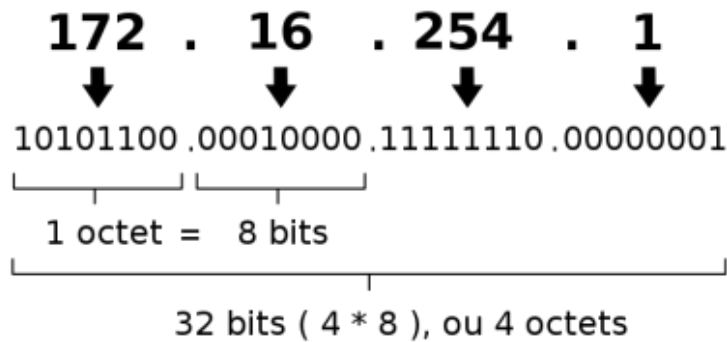 172 . 16 . 254 . 1
10101100 .00010000 .11111110 .00000001
1 octet = 8 bits
32 bits ( 4 * 8 ), ou 4 octets